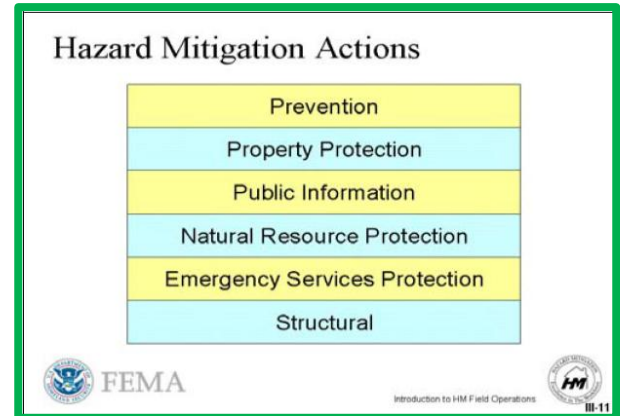 Hazard Mitigation Actions
Prevention
Property Protection
Public Information
Natural Resource Protection
Emergency Services Protection
Structural
FEMA
Introduction to HM Field Operations
HM
III-11